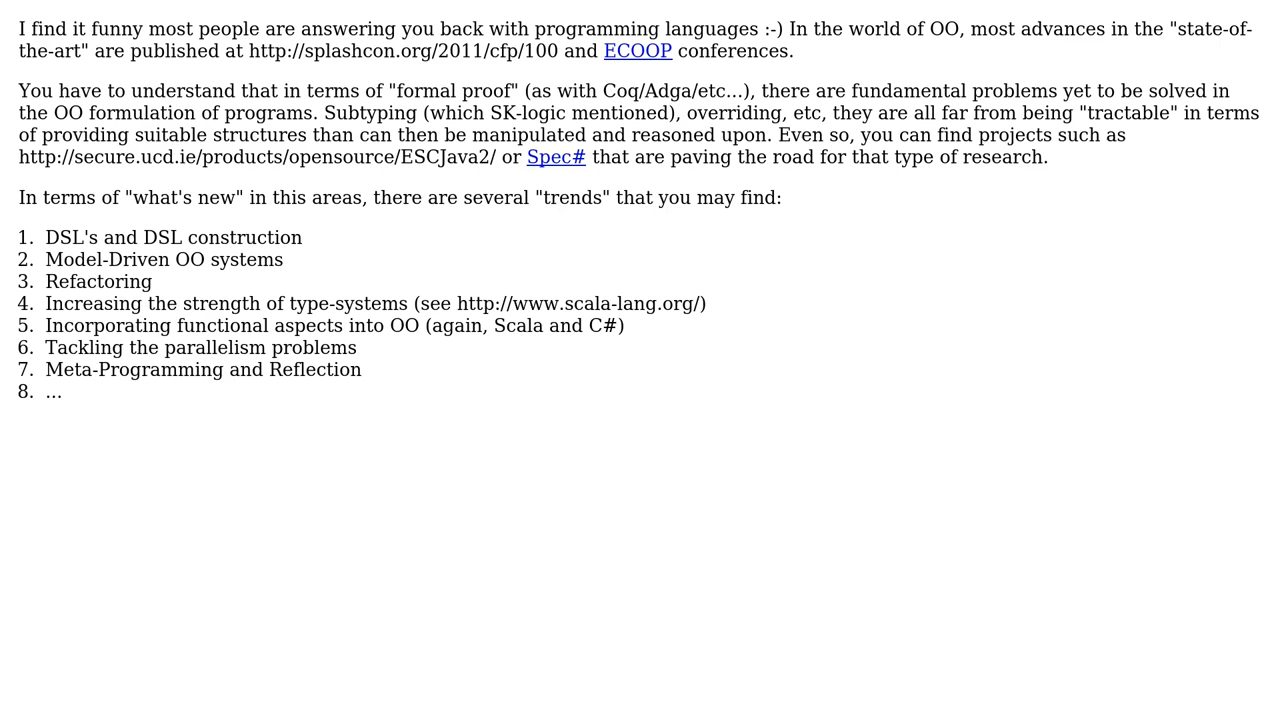 I find it funny most people are answering you back with programming languages :-) In the world of OO, most advances in the "state-of-
the-art" are published at http://splashcon.org/2011/cfp/100 and ECOOP conferences.
You have to understand that in terms of "formal proof" (as with Coq/Adga/etc...), there are fundamental problems yet to be solved in
the OO formulation of programs. Subtyping (which SK-logic mentioned), overriding, etc, they are all far from being "tractable" in terms
of providing suitable structures than can then be manipulated and reasoned upon. Even so, you can find projects such as
http://secure.ucd.ie/products/opensource/ESCJava2/ or Spec# that are paving the road for that type of research.
In terms of "what's new" in this areas, there are several "trends" that you may find:
1. DSL's and DSL construction
2. Model-Driven OO systems
3. Refactoring
4. Increasing the strength of type-systems (see http://www.scala-lang.org/)
5. Incorporating functional aspects into OO (again, Scala and C#)
6. Tackling the parallelism problems
7. Meta-Programming and Reflection
8. ...